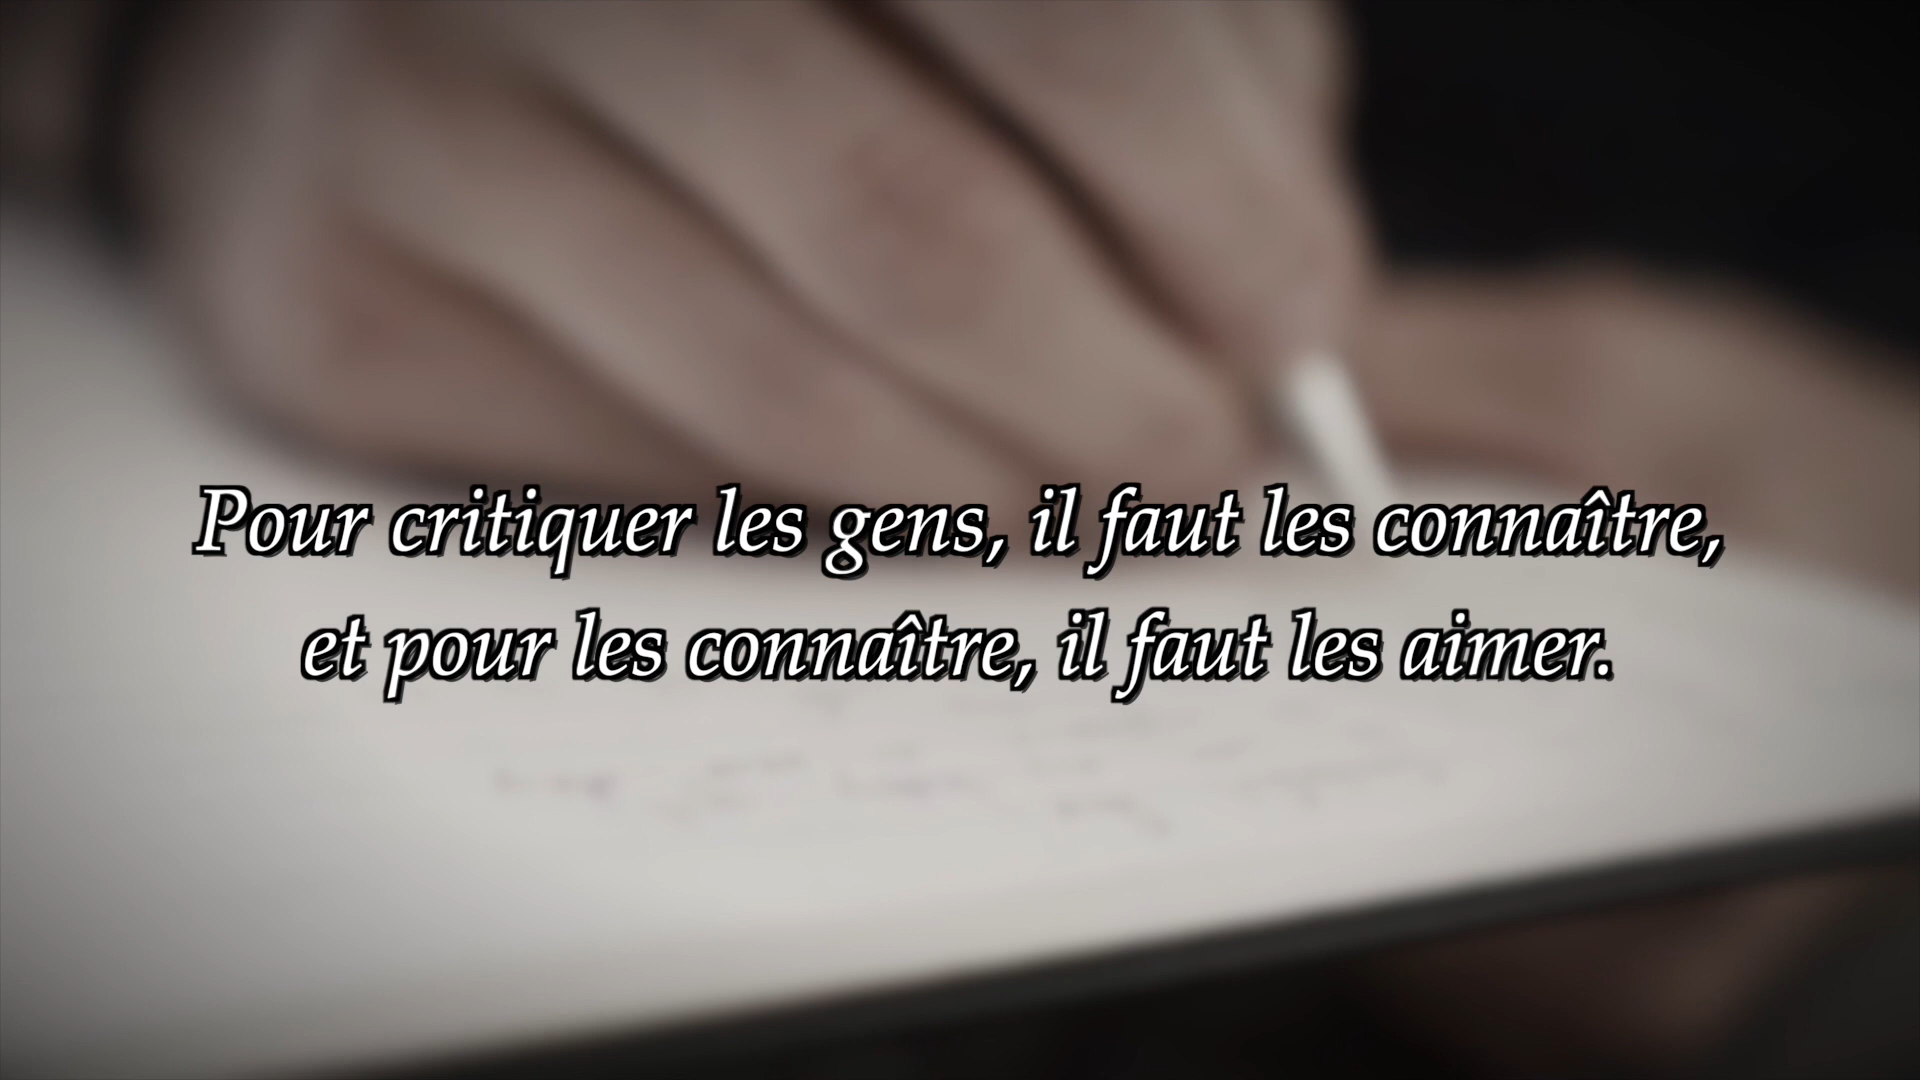 Pour critiquer les gens, il faut les connaître,
et pour les connaître, il faut les aimer.